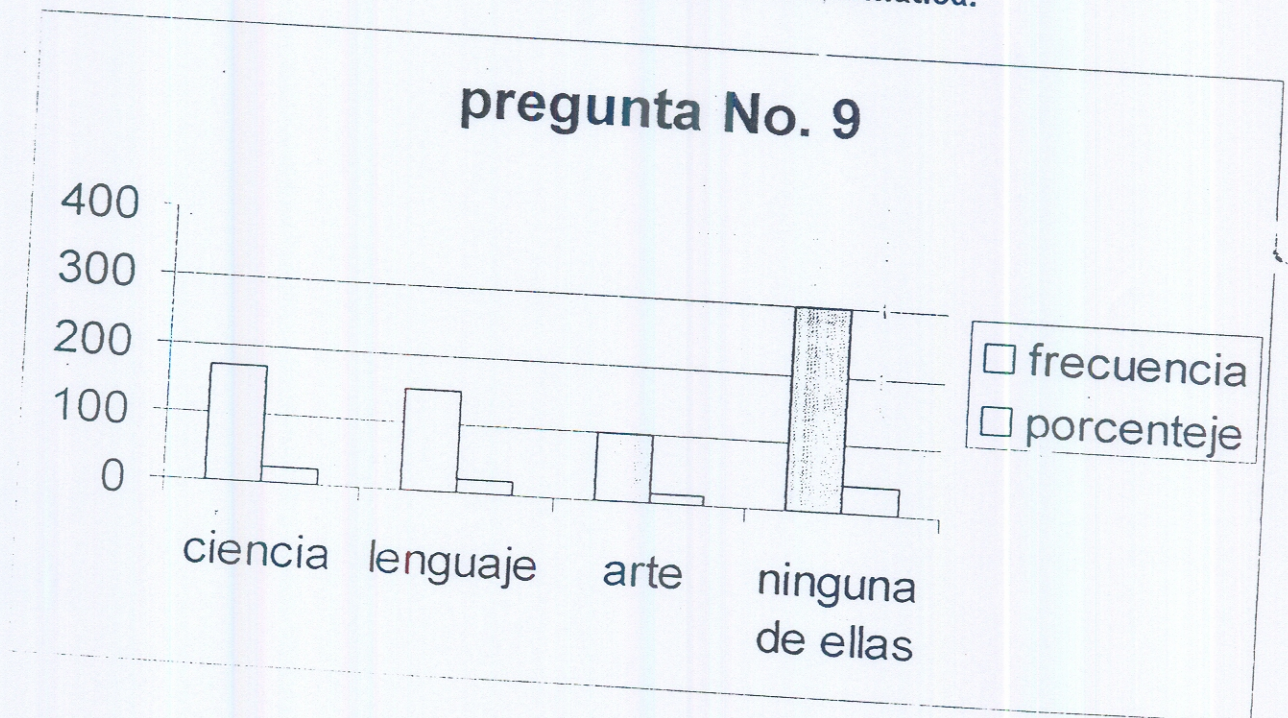 pregunta No. 9
400
300
200
100
0
ciencia
lenguaje
arte
ninguna
de ellas
frecuencia
porcenteje